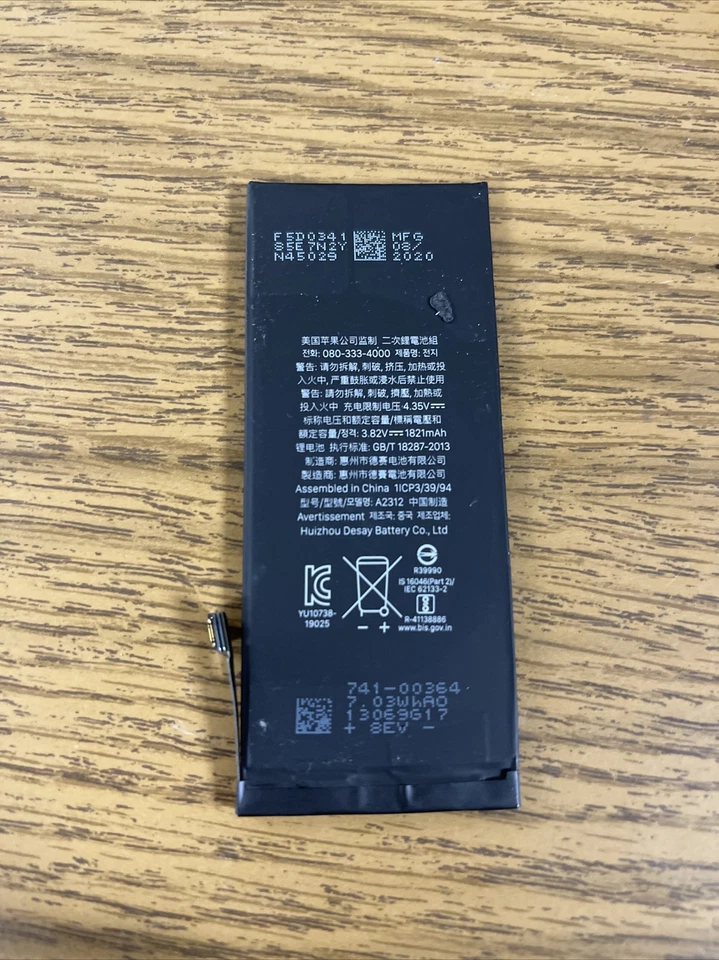 F5D0341
85E7N2Y
N45029
MFG
08/
2020
美国苹果公司监制 二次鋰電池組
전화: 080-333-4000 제품명: 전지
警告: 请勿拆解, 刺破, 挤压, 加热或投
入火中, 严重鼓胀或浸水后禁止使用
警告: 請勿拆解, 刺破, 擠壓, 加熱或
投入火中 充电限制电压: 4.35V⎓
标称电压和额定容量/標稱電壓和
額定容量/정격: 3.82V⎓1821mAh
锂电池 执行标准: GB/T 18287-2013
制造商: 惠州市德赛电池有限公司
製造商: 惠州市德賽電池有限公司
Assembled in China 1ICP3/39/94
型号/型號/모델명: A2312 中国制造
Avertissement 제조국: 중국 제조업체:
Huizhou Desay Battery Co., Ltd
YU10738-
19025
− +
R39990
IS 16046(Part 2)/
IEC 62133-2
R-41138886
www.bis.gov.in
741-00364
7.03WhA0
13069G17
+ 8EV -